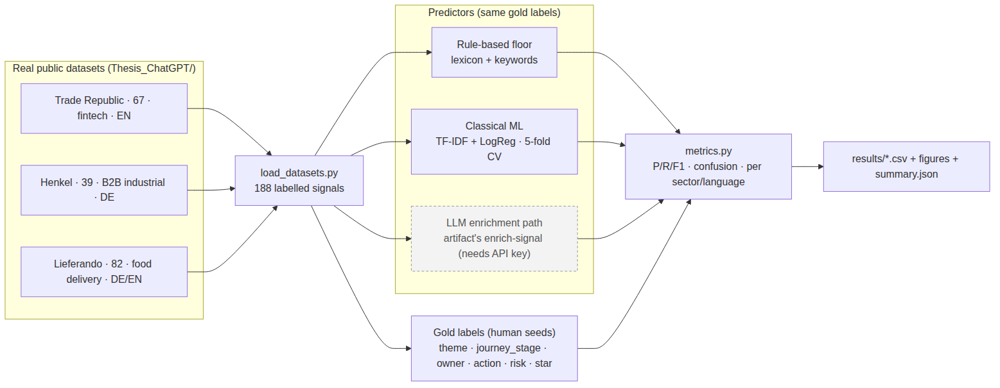 Real public datasets (Thesis_ChatGPT/)
Trade Republic · 67 ·
fintech · EN
Henkel · 39 · B2B industrial
· DE
Lieferando · 82 · food
delivery · DE/EN
load_datasets.py
188 labelled signals
Predictors (same gold labels)
Rule-based floor
lexicon + keywords
Classical ML
TF-IDF + LogReg · 5-fold
CV
LLM enrichment path
artifact's enrich-signal
(needs API key)
Gold labels (human seeds)
theme · journey_stage ·
owner · action · risk · star
metrics.py
P/R/F1 · confusion · per
sector/language
results/*.csv + figures +
summary.json